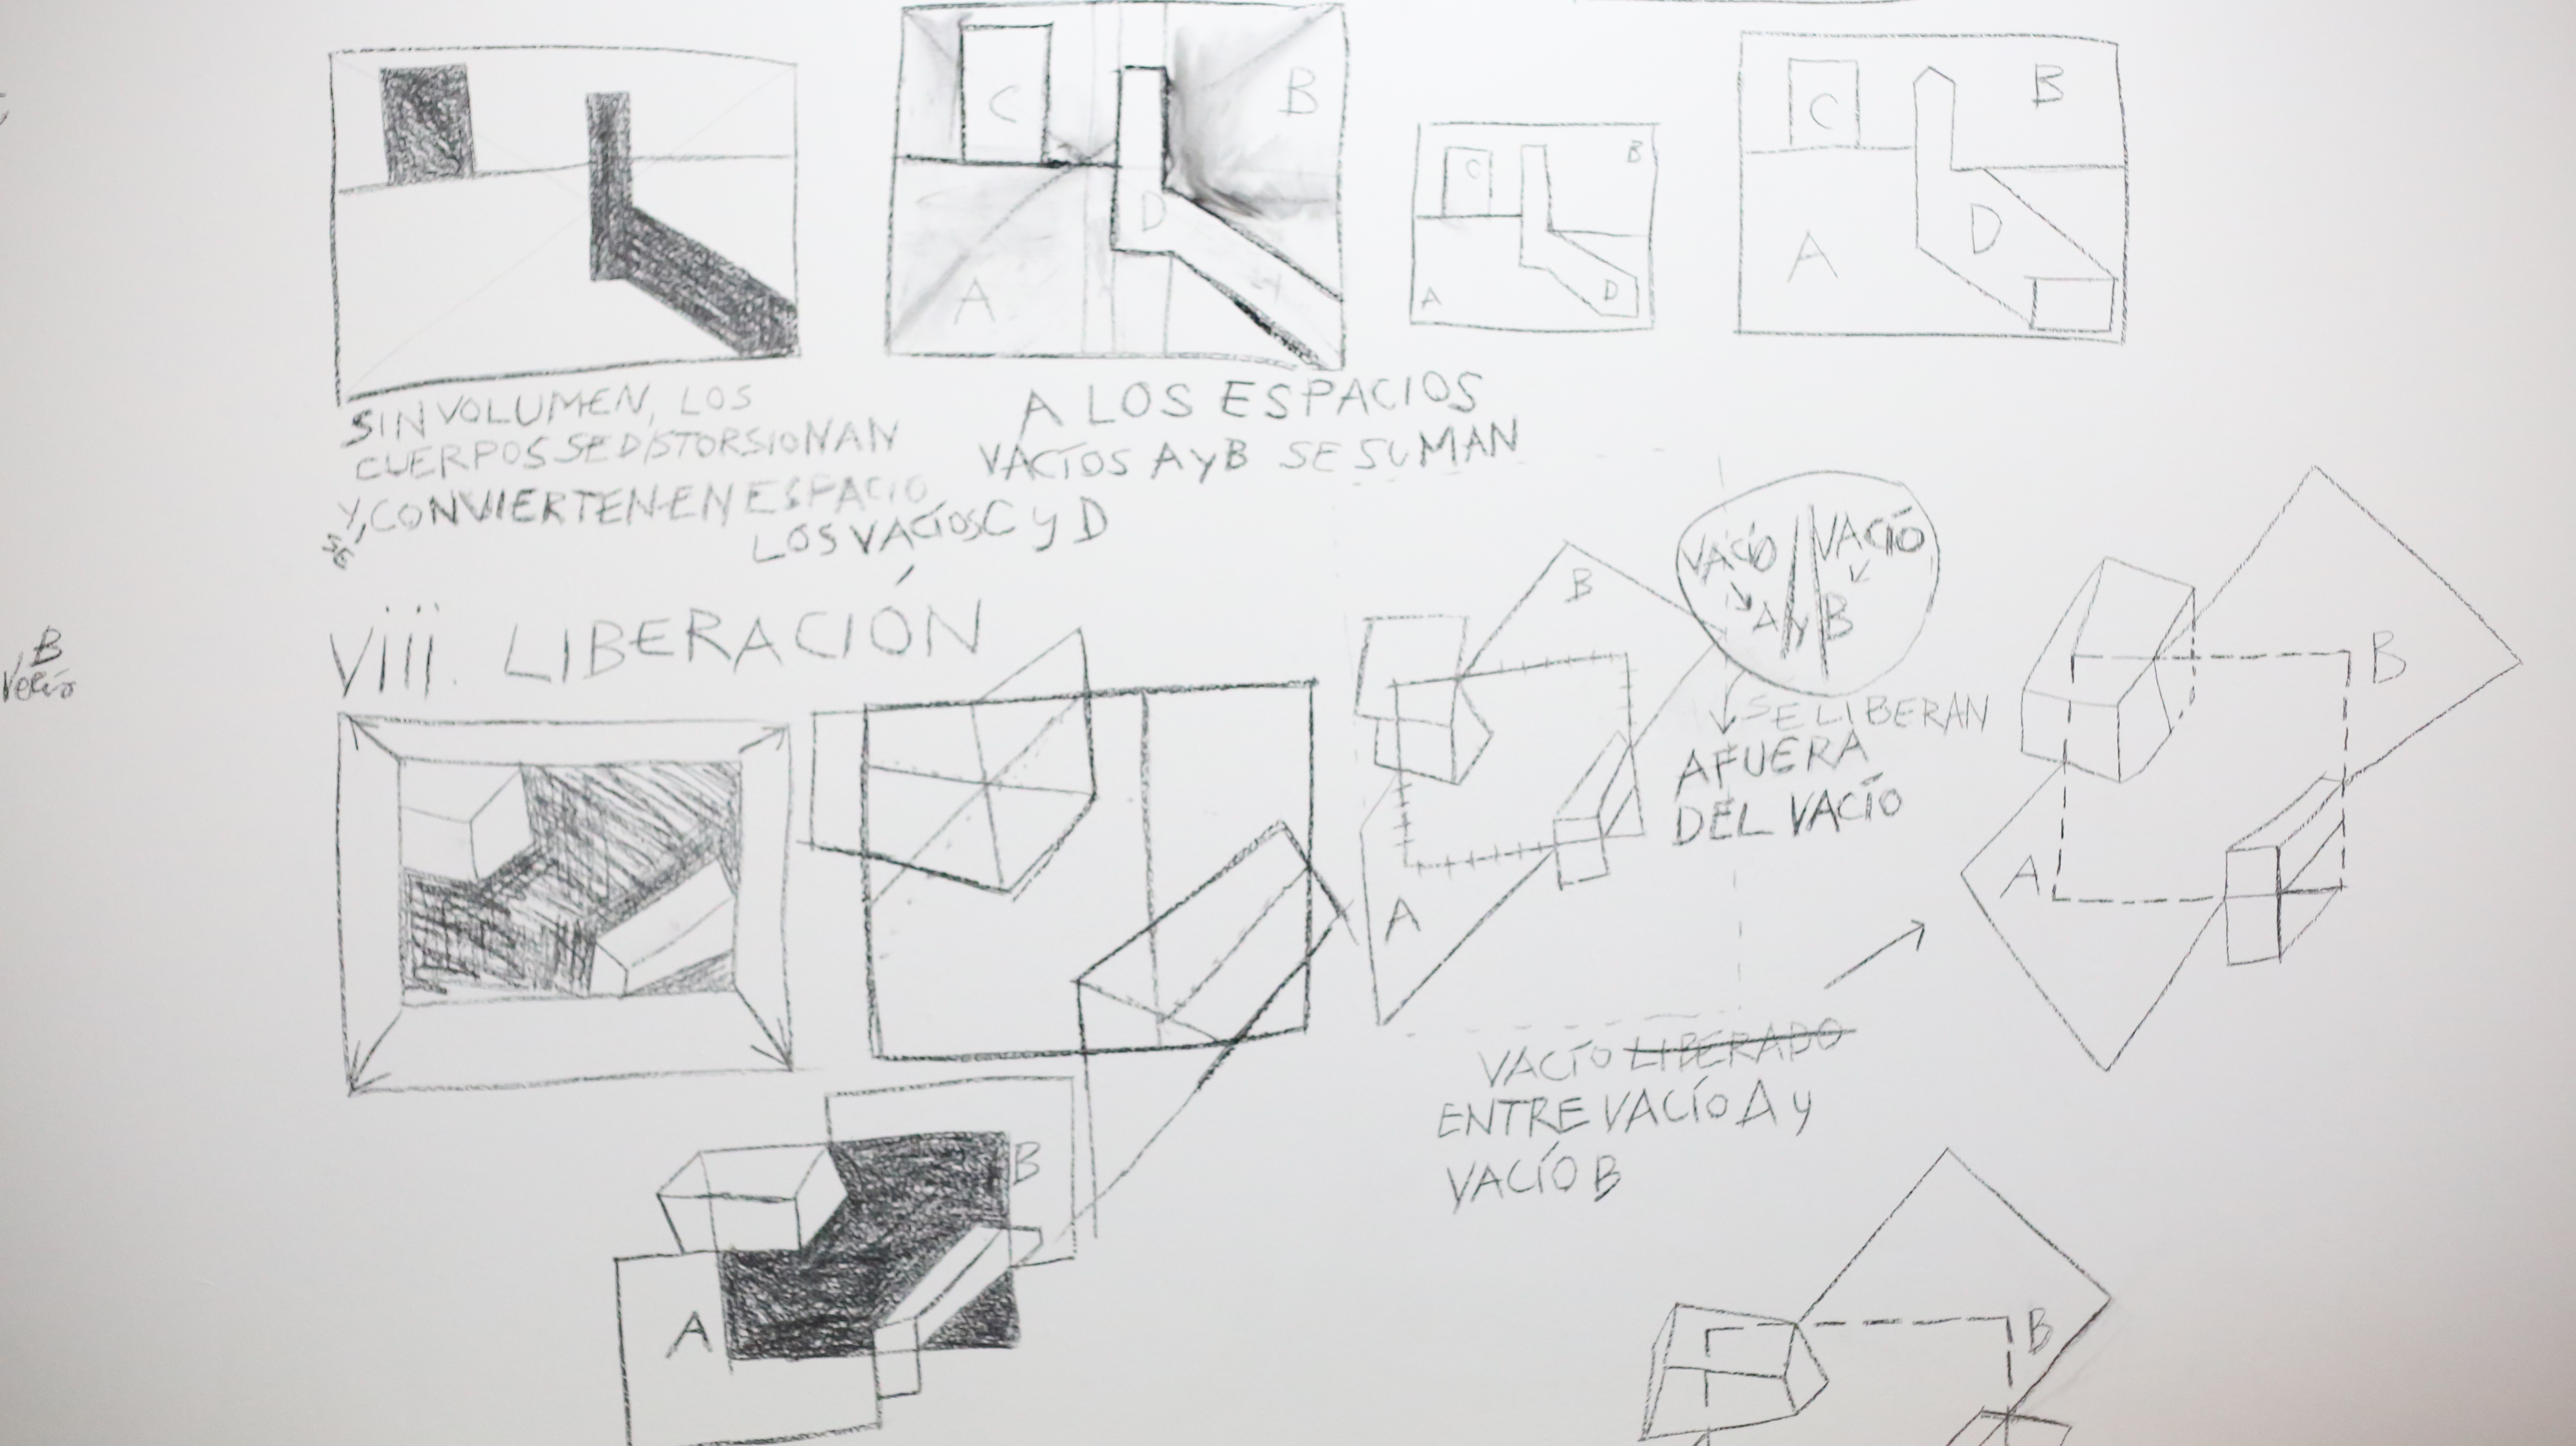 C
B
D
A
C
B
A
D
C
B
A
D
SIN VOLUMEN, LOS
CUERPOS SE DISTORSIONAN
Y, CONVIERTEN EN ESPACIO
SE
A LOS ESPACIOS
VACÍOS A Y B SE SUMAN
LOS VACÍOS C Y D
B
viii. LIBERACIÓN
VACÍO VACÍO
A Y B
SE LIBERAN
AFUERA
DEL VACÍO
B
A
B
A
VACÍO LIBERADO
ENTRE VACÍO A Y
VACÍO B
B
A
B